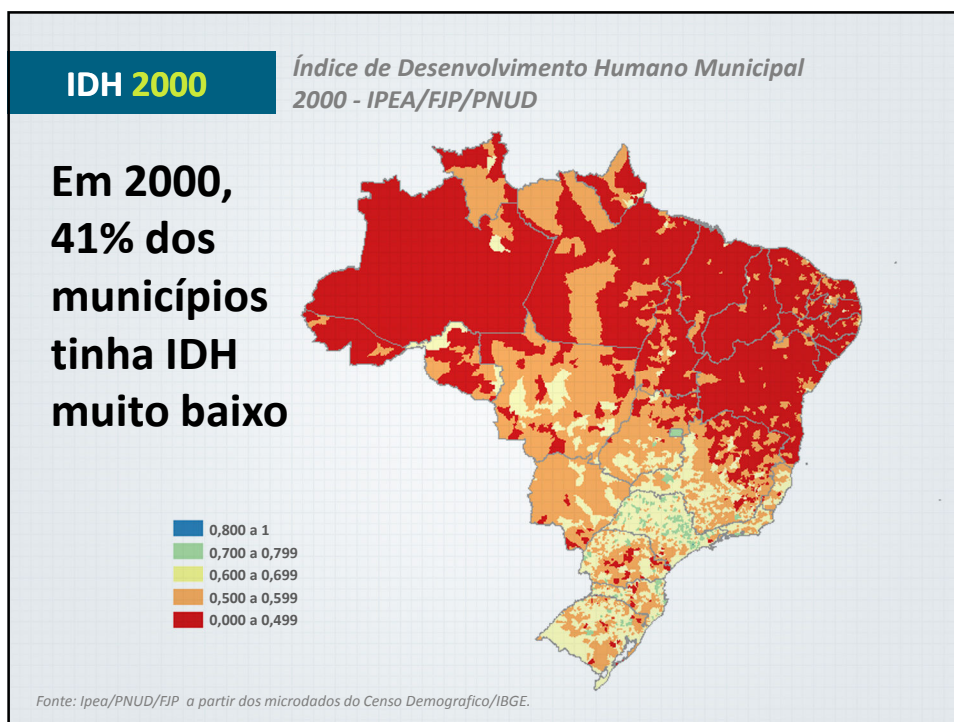 IDH 2000
Índice de Desenvolvimento Humano Municipal
2000 - IPEA/FJP/PNUD
Em 2000,
41% dos
municípios
tinha IDH
muito baixo
0,800 a 1
0,700 a 0,799
0,600 a 0,699
0,500 a 0,599
0,000 a 0,499
Fonte: Ipea/PNUD/FJP a partir dos microdados do Censo Demografico/IBGE.